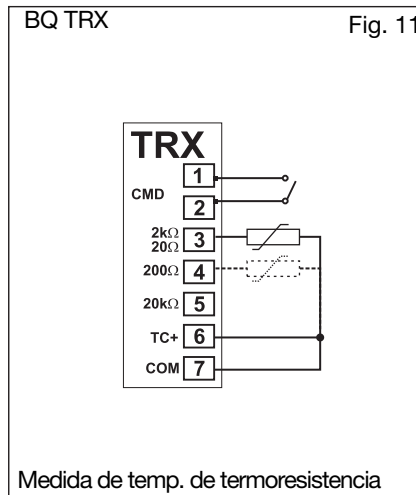 BQ TRX
Fig. 11
TRX
1
CMD
2
2kΩ
20Ω
3
200Ω
4
20kΩ
5
TC+
6
COM
7
Medida de temp. de termoresistencia